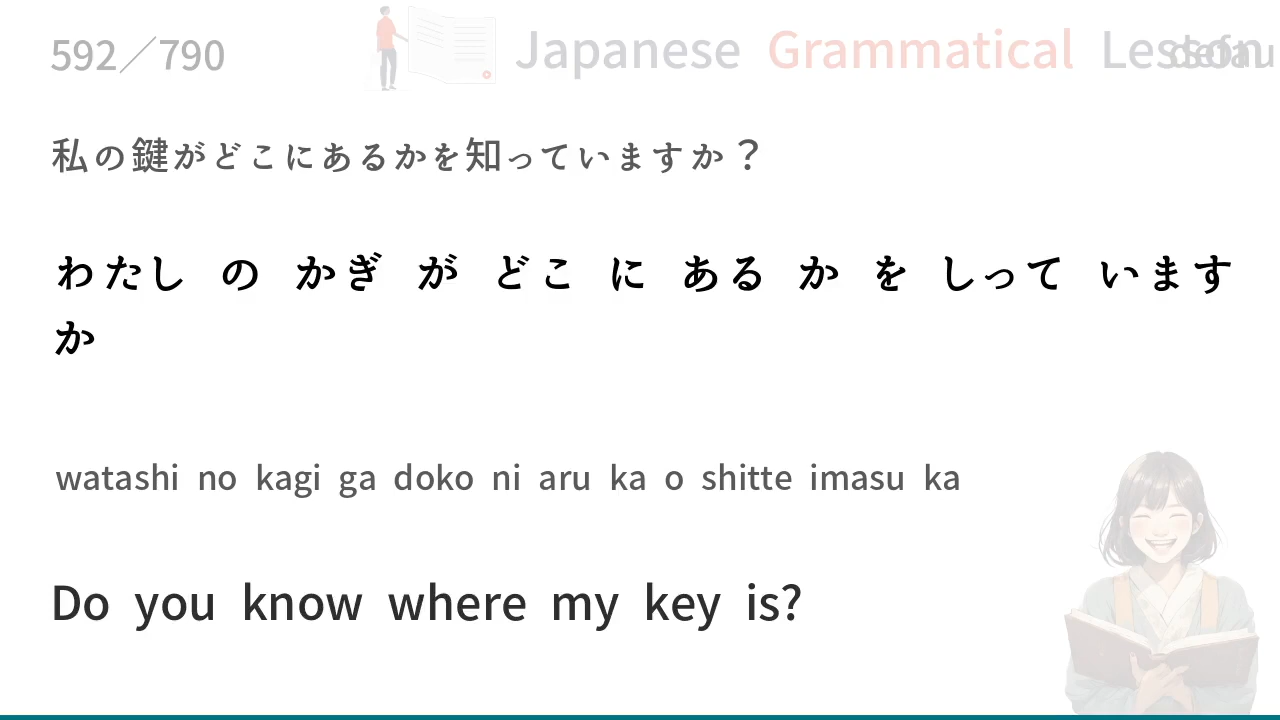 592／790
Japanese Grammatical Lesson
私の鍵がどこにあるかを知っていますか？
わたし の かぎ が どこ に ある か を しって います
か
watashi no kagi ga doko ni aru ka o shitte imasu ka
Do you know where my key is?